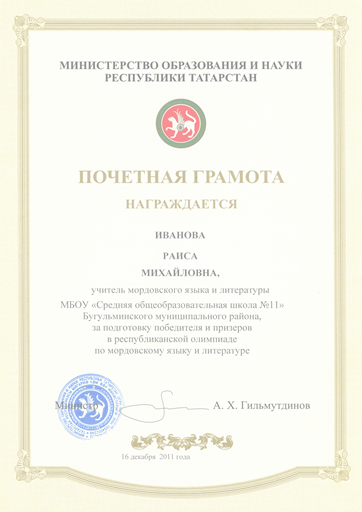 МИНИСТЕРСТВО ОБРАЗОВАНИЯ И НАУКИ
РЕСПУБЛИКИ ТАТАРСТАН
ПОЧЕТНАЯ ГРАМОТА
НАГРАЖДАЕТСЯ
ИВАНОВА
РАИСА
МИХАЙЛОВНА,
учитель мордовского языка и литературы
МБОУ «Средняя общеобразовательная школа №11»
Бугульминского муниципального района,
за подготовку победителя и призеров
в республиканской олимпиаде
по мордовскому языку и литературе
Министр А. Х. Гильмутдинов
16 декабря 2011 года